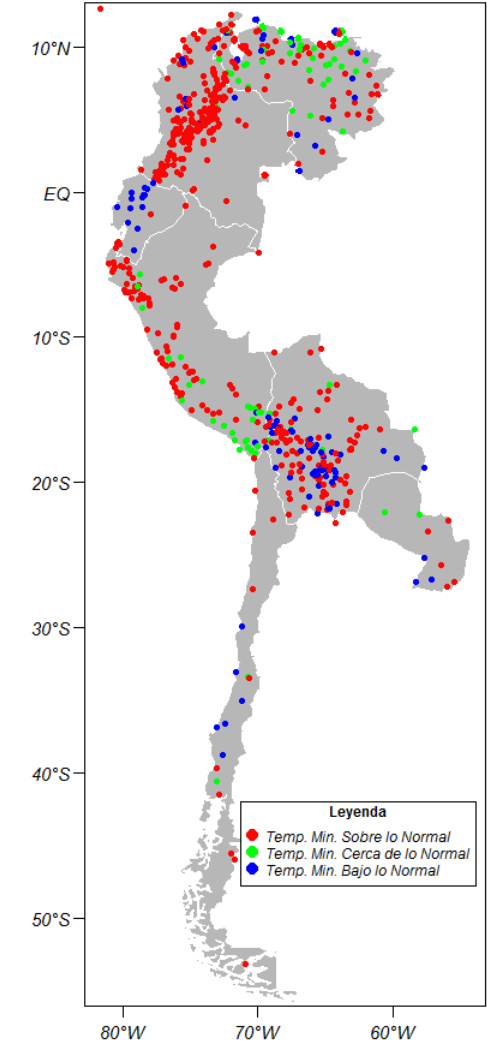 10°N
EQ
10°S
20°S
30°S
40°S
50°S
Leyenda
Temp. Min. Sobre lo Normal
Temp. Min. Cerca de lo Normal
Temp. Min. Bajo lo Normal
80°W 70°W 60°W